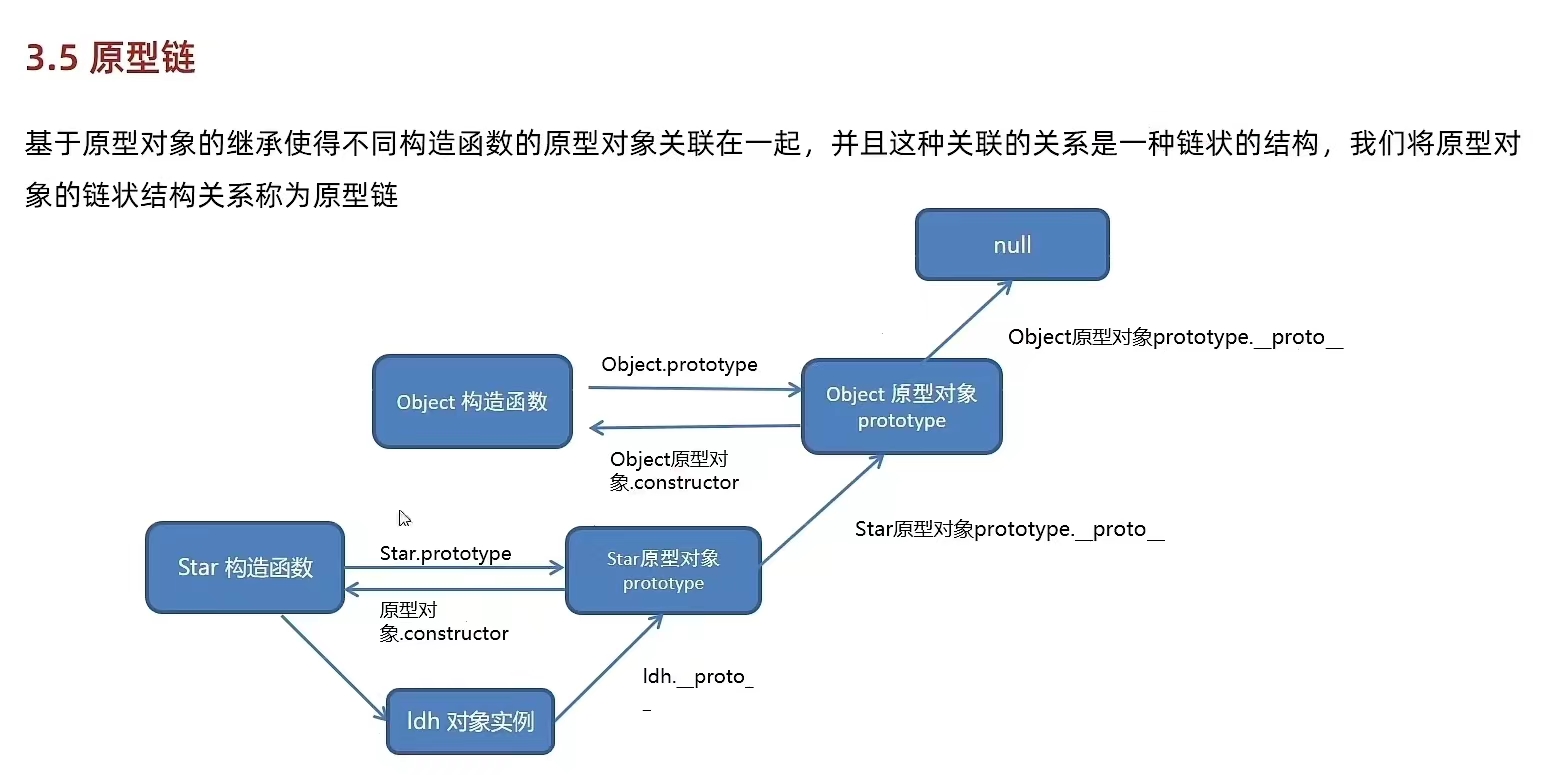 3.5 原型链
基于原型对象的继承使得不同构造函数的原型对象关联在一起，并且这种关联的关系是一种链状的结构，我们将原型对
象的链状结构关系称为原型链
null
Object原型对象prototype.__proto__
Object.prototype
Object 构造函数
Object 原型对象
prototype
Object原型对
象.constructor
Star原型对象prototype.__proto__
Star 构造函数
Star.prototype
Star原型对象
prototype
原型对
象.constructor
ldh.__proto_
_
ldh 对象实例